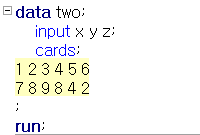 data two;
input x y z;
cards;
1 2 3 4 5 6
7 8 9 8 4 2
;
run;